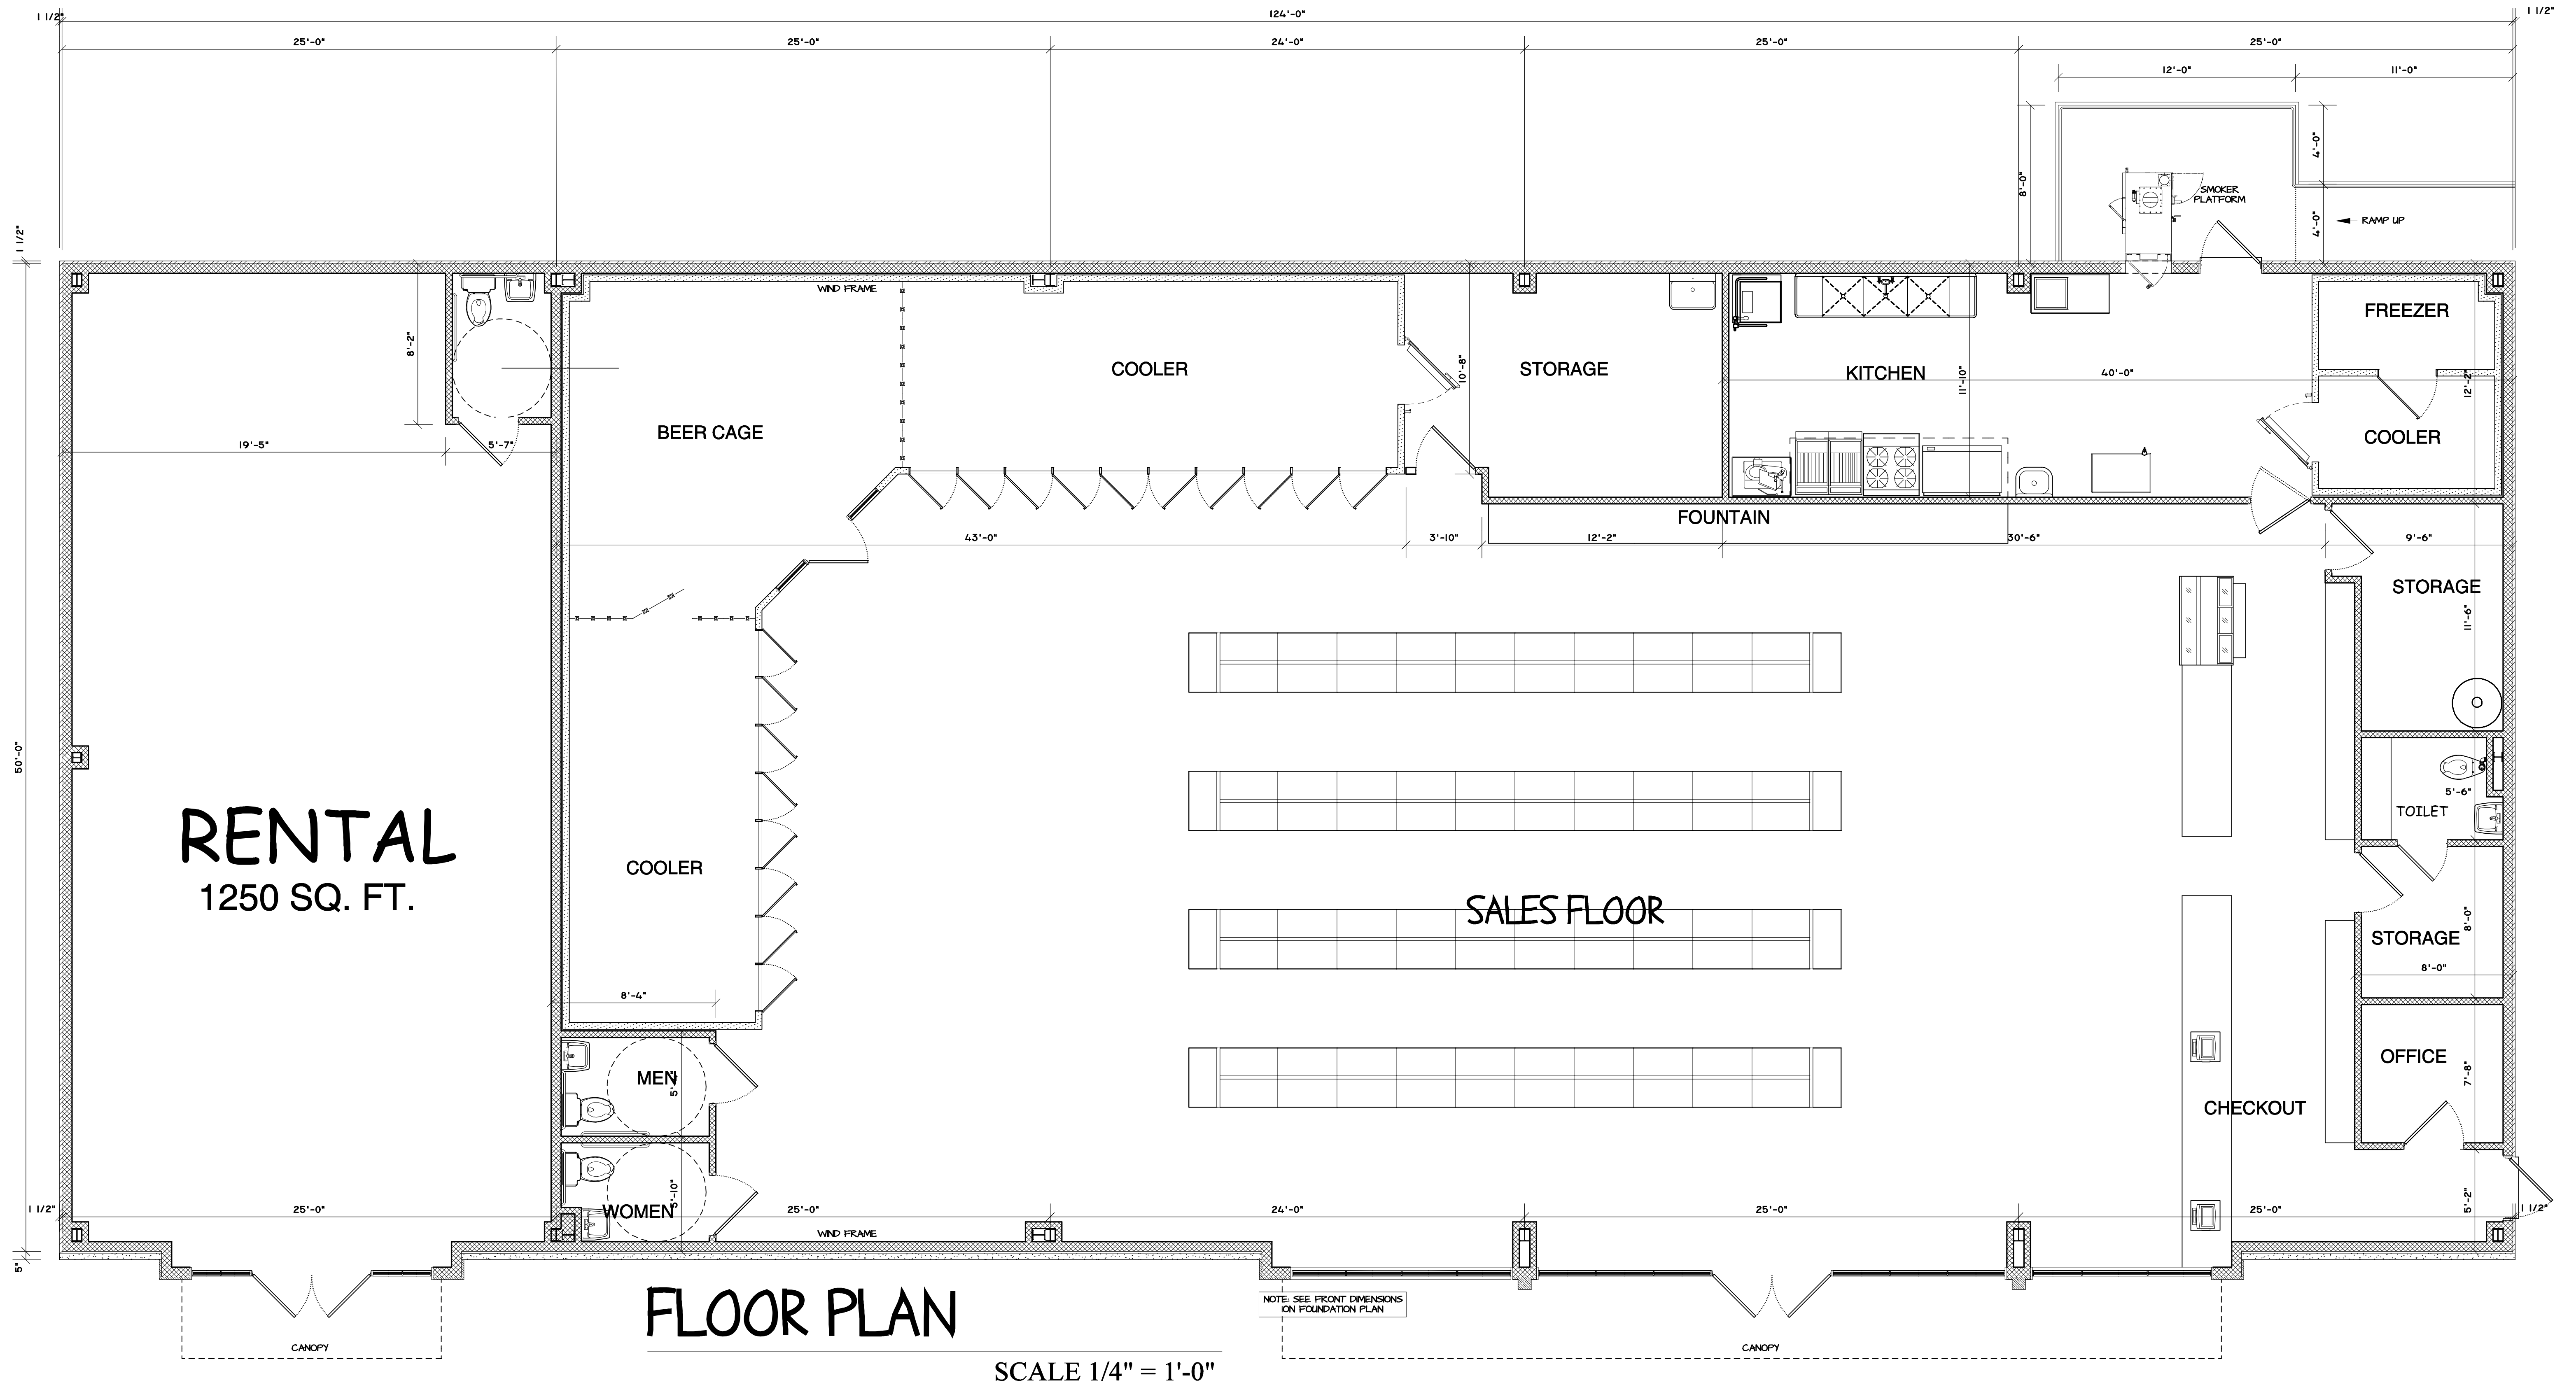 1 1/2"
124'-0"
1 1/2"
25'-0"
25'-0"
24'-0"
25'-0"
25'-0"
12'-0"
11'-0"
8'-0"
4'-0"
4'-0"
SMOKER
PLATFORM
RAMP UP
1 1/2"
WIND FRAME
FREEZER
COOLER
STORAGE
KITCHEN
10'-8"
11'-10"
40'-0"
12'-2"
8'-2"
BEER CAGE
COOLER
19'-5"
5'-7"
FOUNTAIN
43'-0"
3'-10"
12'-2"
30'-6"
9'-6"
STORAGE
11'-6"
50'-0"
5'-6"
TOILET
RENTAL
1250 SQ. FT.
COOLER
SALES FLOOR
STORAGE
8'-0"
8'-0"
8'-4"
OFFICE
7'-8"
MEN
CHECKOUT
WOMEN
5'-10"
5'-2"
1 1/2"
25'-0"
25'-0"
24'-0"
25'-0"
25'-0"
1 1/2"
WIND FRAME
5"
NOTE: SEE FRONT DIMENSIONS
ON FOUNDATION PLAN
CANOPY
CANOPY
FLOOR PLAN
SCALE 1/4" = 1'-0"